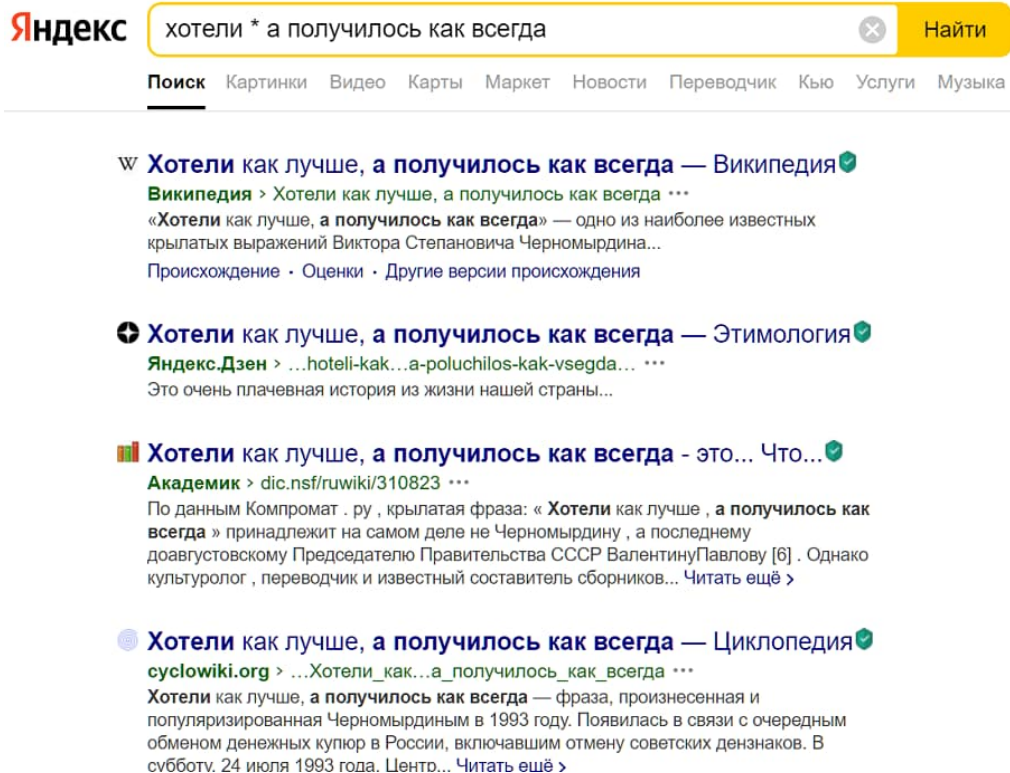 Яндекс
хотели * а получилось как всегда
Найти
Поиск Картинки Видео Карты Маркет Новости Переводчик Кью Услуги Музыка
W Хотели как лучше, а получилось как всегда — Википедия
Википедия › Хотели как лучше, а получилось как всегда ···
«Хотели как лучше, а получилось как всегда» — одно из наиболее известных
крылатых выражений Виктора Степановича Черномырдина...
Происхождение · Оценки · Другие версии происхождения
Хотели как лучше, а получилось как всегда — Этимология
Яндекс.Дзен › …hoteli-kak…a-poluchilos-kak-vsegda… ···
Это очень плачевная история из жизни нашей страны...
Хотели как лучше, а получилось как всегда - это... Что...
Академик › dic.nsf/ruwiki/310823 ···
По данным Компромат . ру , крылатая фраза: « Хотели как лучше , а получилось как
всегда » принадлежит на самом деле не Черномырдину , а последнему
доавгустовскому Председателю Правительства СССР ВалентинуПавлову [6] . Однако
культуролог , переводчик и известный составитель сборников... Читать ещё ›
Хотели как лучше, а получилось как всегда — Циклопедия
cyclowiki.org › …Хотели_как…а_получилось_как_всегда ···
Хотели как лучше, а получилось как всегда — фраза, произнесенная и
популяризированная Черномырдиным в 1993 году. Появилась в связи с очередным
обменом денежных купюр в России, включавшим отмену советских дензнаков. В
субботу, 24 июля 1993 года, Центр... Читать ещё ›